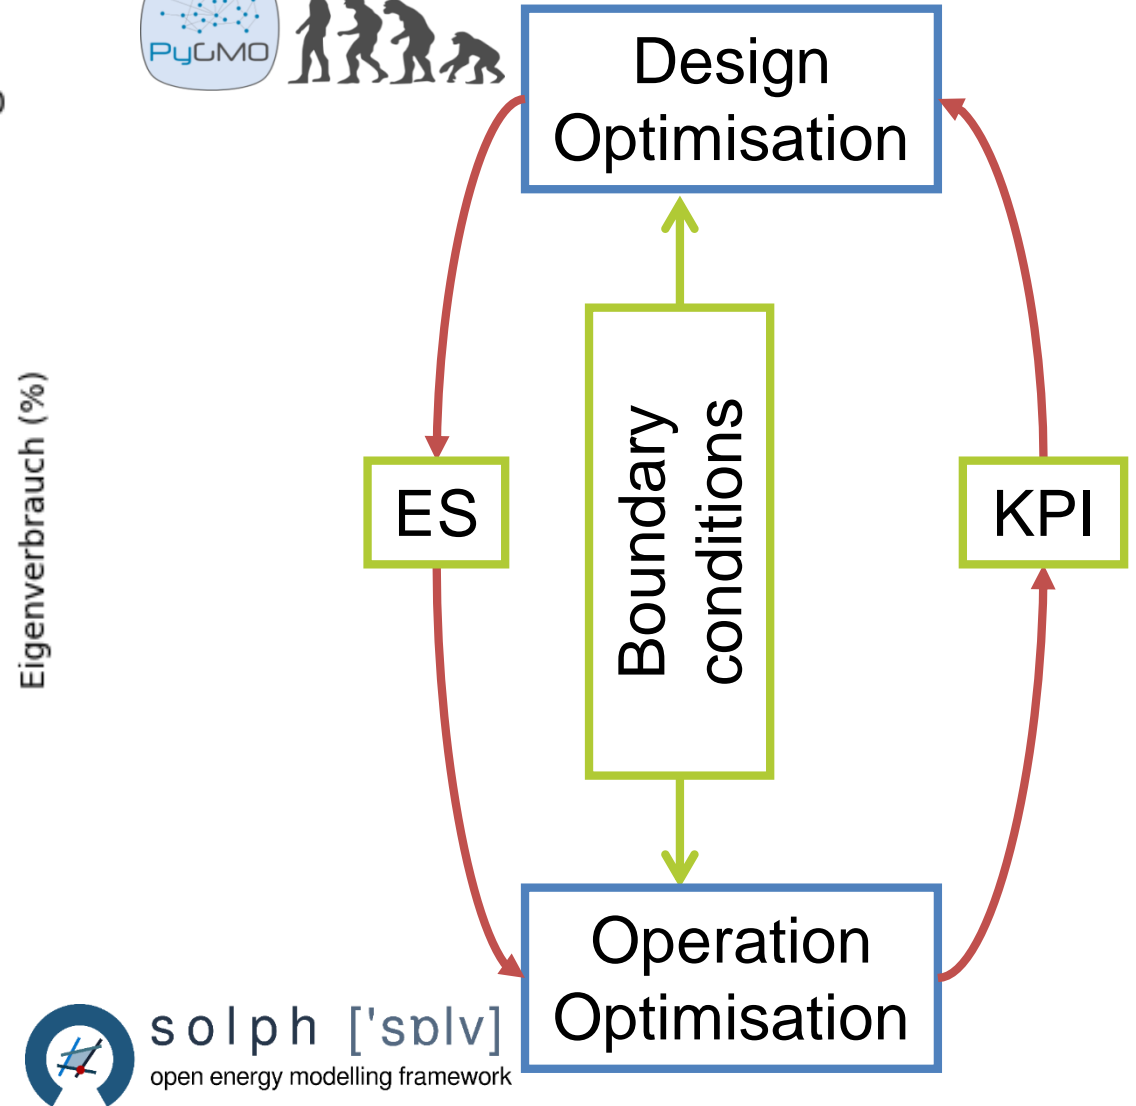 PyGMO
Design
Optimisation
Eigenverbrauch (%)
ES
Boundary
conditions
KPI
Operation
Optimisation
solph ['sɒlv]
open energy modelling framework